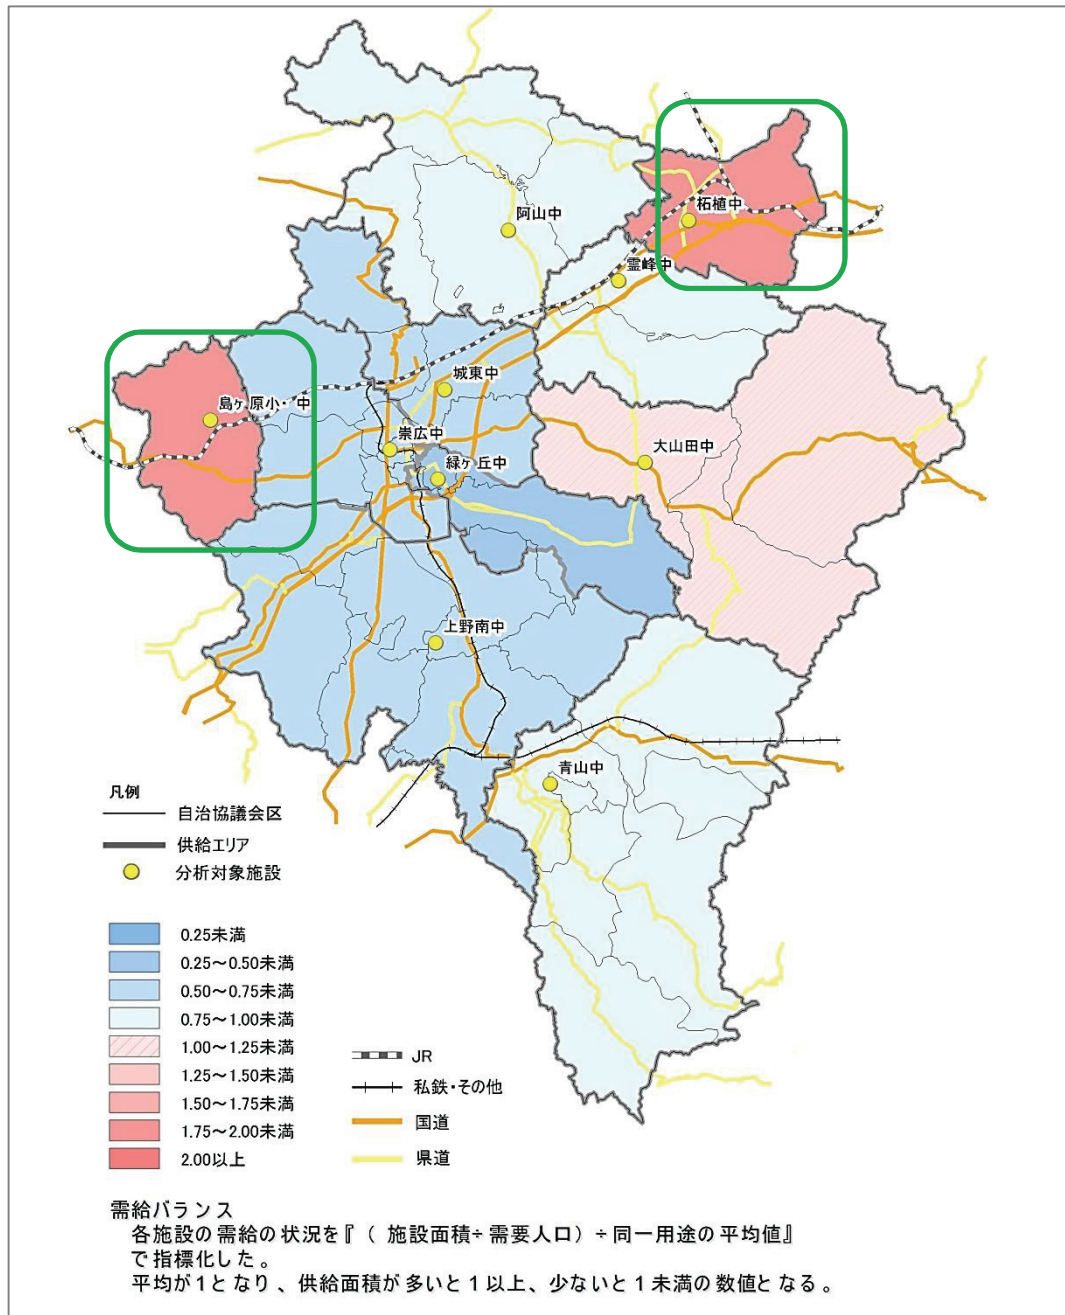 阿山中
柘植中
霊峰中
島ヶ原小・中
城東中
崇広中
緑ヶ丘中
大山田中
上野南中
青山中
凡例
自治協議会区
供給エリア
分析対象施設
0.25未満
0.25～0.50未満
0.50～0.75未満
0.75～1.00未満
1.00～1.25未満
1.25～1.50未満
1.50～1.75未満
1.75～2.00未満
2.00以上
JR
私鉄・その他
国道
県道
需給バランス
各施設の需給の状況を『（ 施設面積÷需要人口）÷同一用途の平均値』
で指標化した。
平均が1となり、供給面積が多いと1以上、少ないと1未満の数値となる。